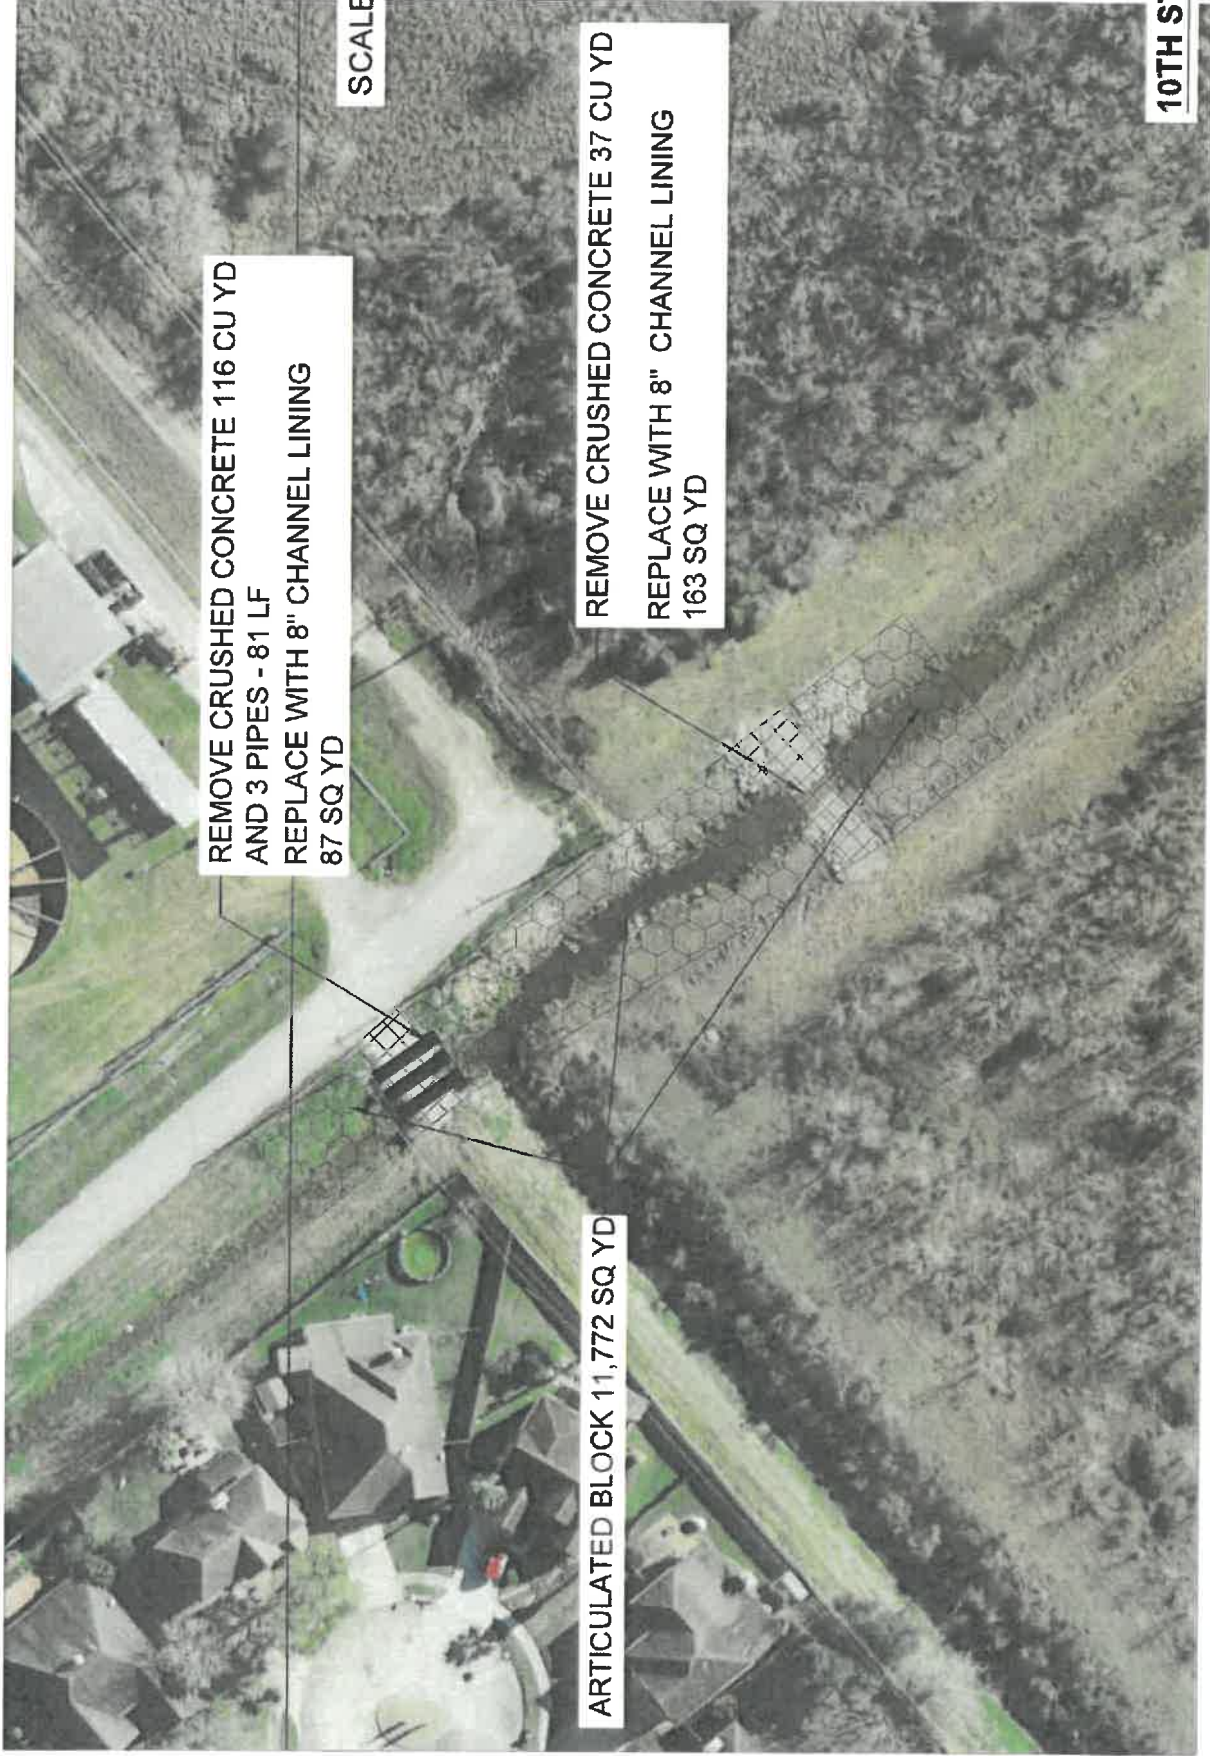 REMOVE CRUSHED CONCRETE 116 CU YD
AND 3 PIPES - 81 LF
REPLACE WITH 8" CHANNEL LINING
87 SQ YD
SCALE
REMOVE CRUSHED CONCRETE 37 CU YD
REPLACE WITH 8" CHANNEL LINING
163 SQ YD
ARTICULATED BLOCK 11,772 SQ YD
10TH ST